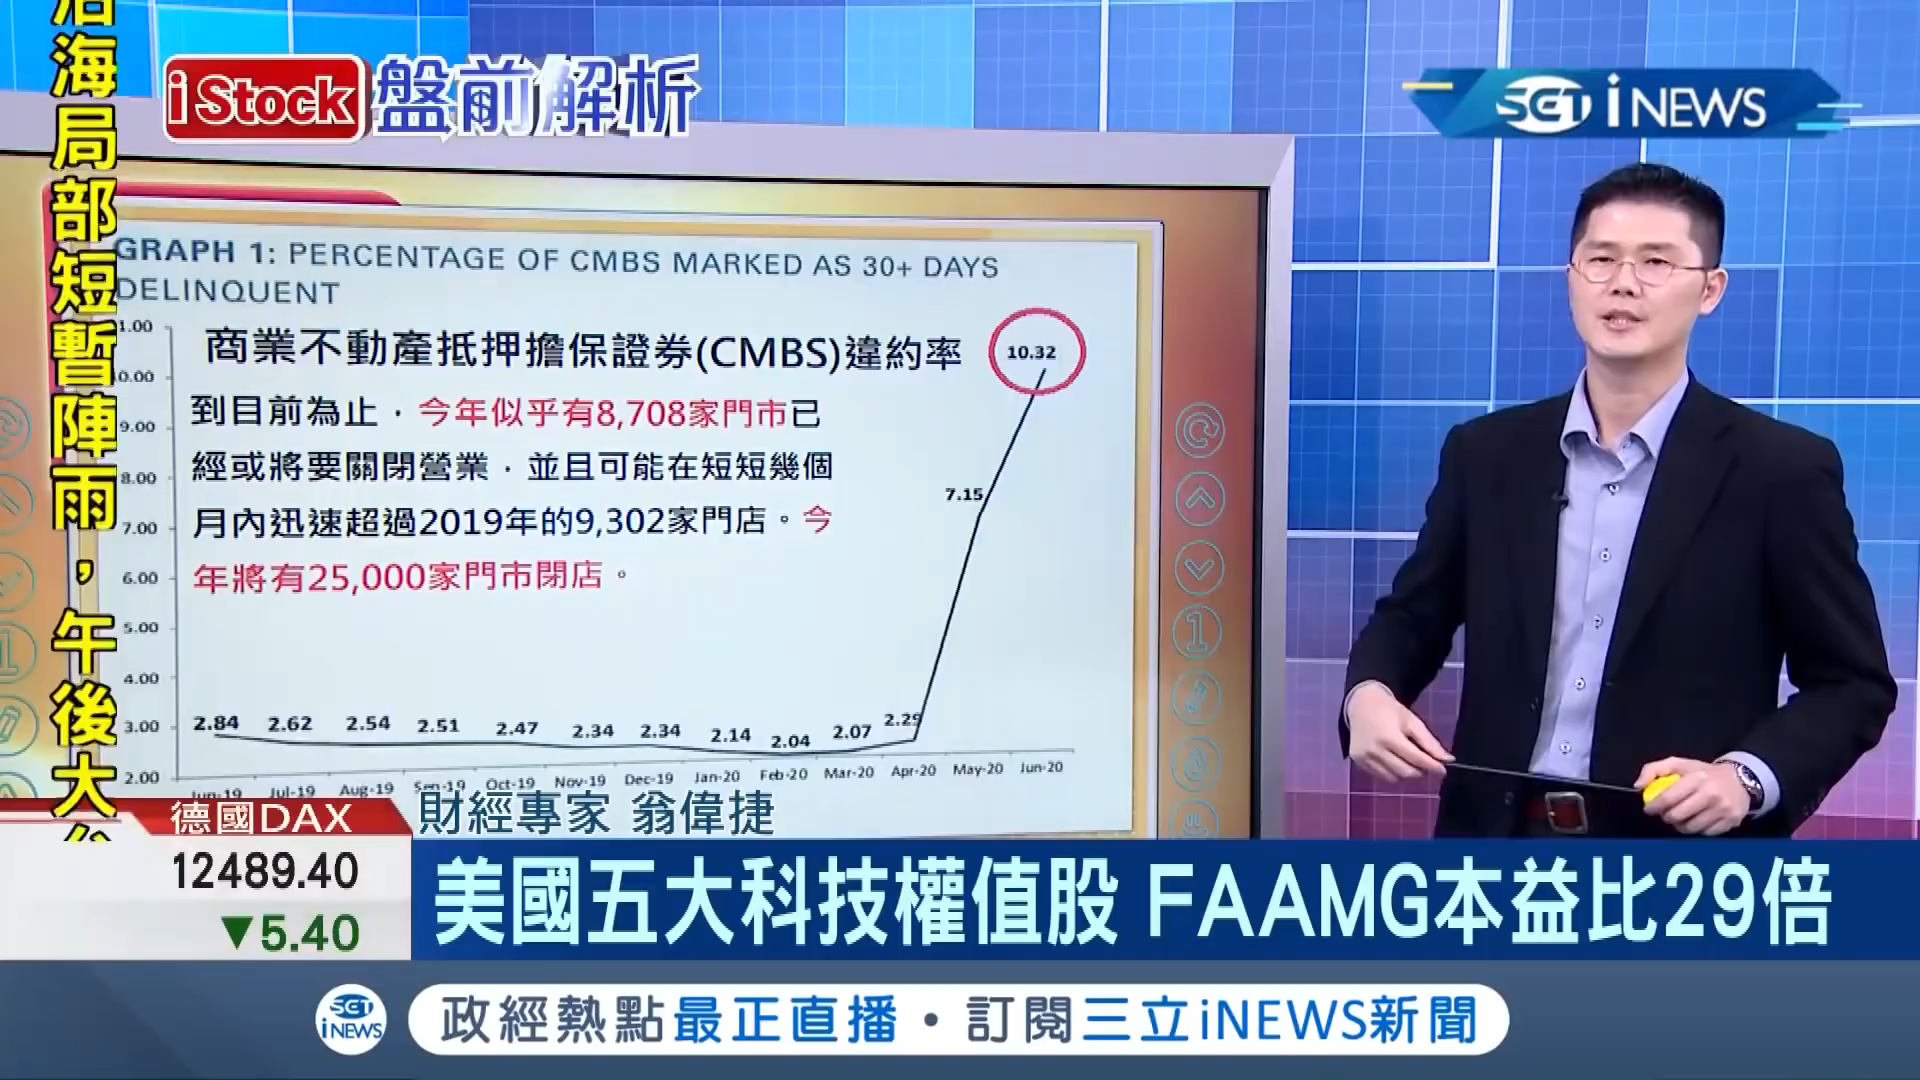 沿海局部短暫陣雨，午後大台
i Stock 盤前解析
SET iNEWS
GRAPH 1: PERCENTAGE OF CMBS MARKED AS 30+ DAYS
DELINQUENT
商業不動產抵押擔保證券(CMBS)違約率
到目前為止，今年似乎有8,708家門市已
經或將要關閉營業，並且可能在短短幾個
月內迅速超過2019年的9,302家門店。今
年將有25,000家門市閉店。
1.00
10.00
9.00
8.00
7.00
6.00
5.00
4.00
3.00
2.00
2.84 2.62 2.54 2.51 2.47 2.34 2.34 2.14 2.04 2.07 2.29 7.15 10.32
Jun-19 Jul-19 Aug-19 Sep-19 Oct-19 Nov-19 Dec-19 Jan-20 Feb-20 Mar-20 Apr-20 May-20 Jun-20
德國DAX
12489.40
▼5.40
財經專家 翁偉捷
美國五大科技權值股 FAAMG本益比29倍
SET iNEWS
政經熱點最正直播・訂閱三立iNEWS新聞